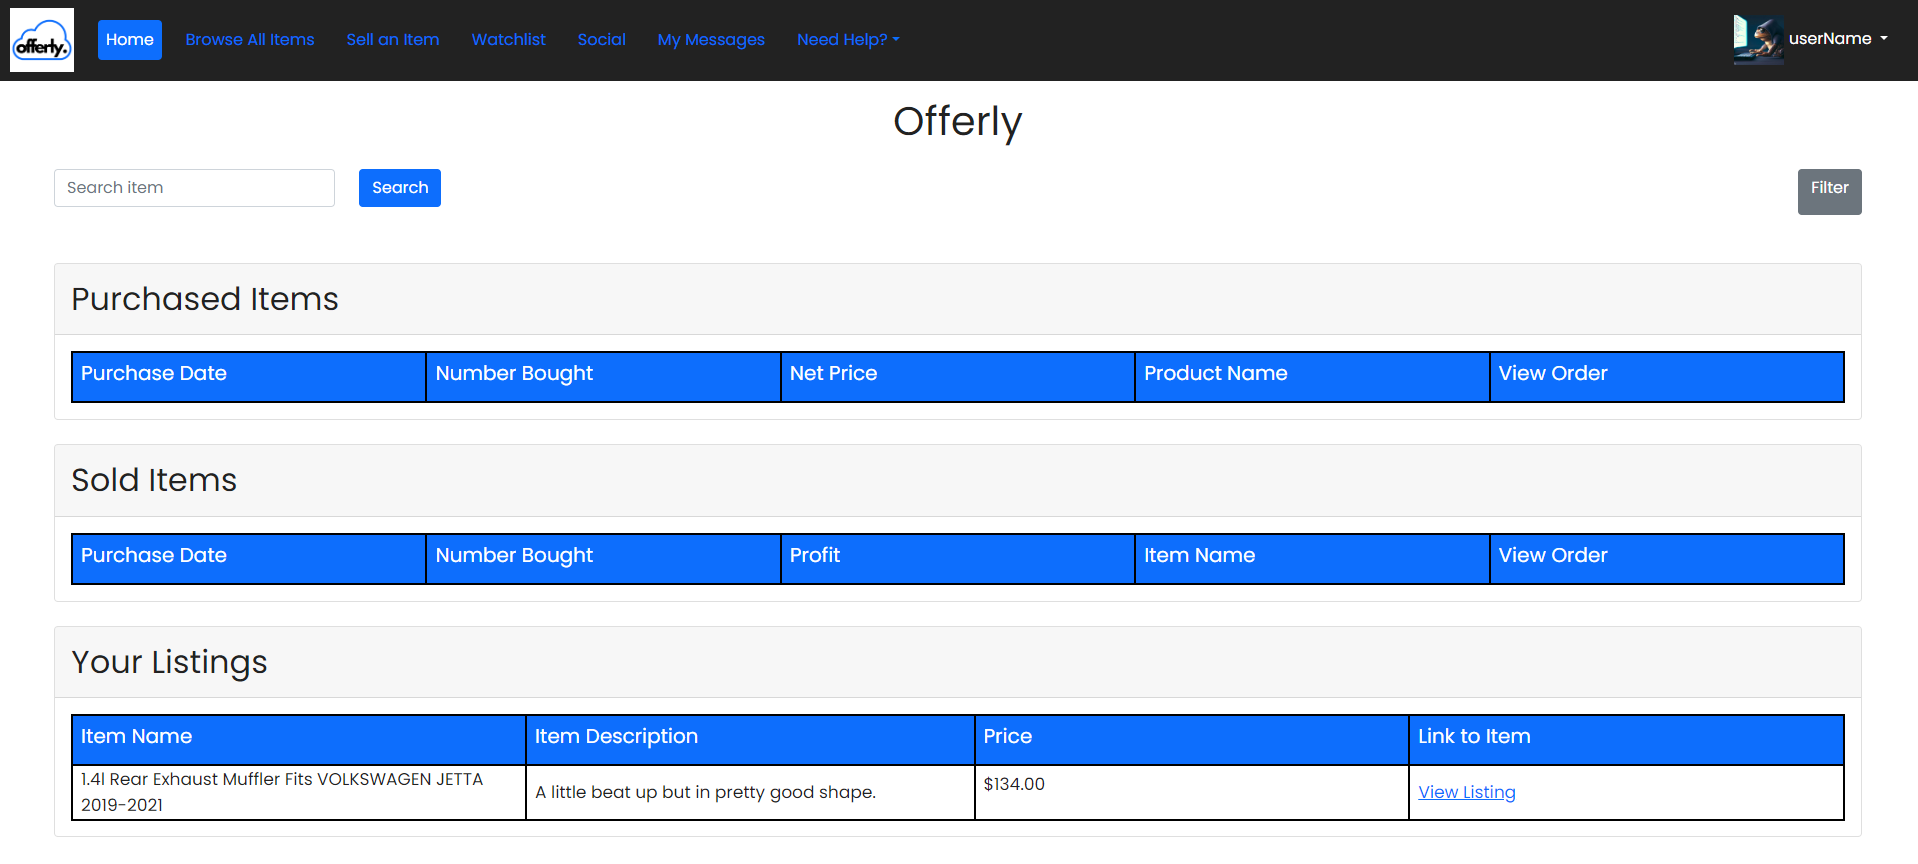 offerly.
Home Browse All Items Sell an Item Watchlist Social My Messages Need Help? userName
Offerly
Search item Search Filter
Purchased Items
Purchase Date Number Bought Net Price Product Name View Order
Sold Items
Purchase Date Number Bought Profit Item Name View Order
Your Listings
Item Name Item Description Price Link to Item
1.4l Rear Exhaust Muffler Fits VOLKSWAGEN JETTA
2019-2021
A little beat up but in pretty good shape.
$134.00
View Listing